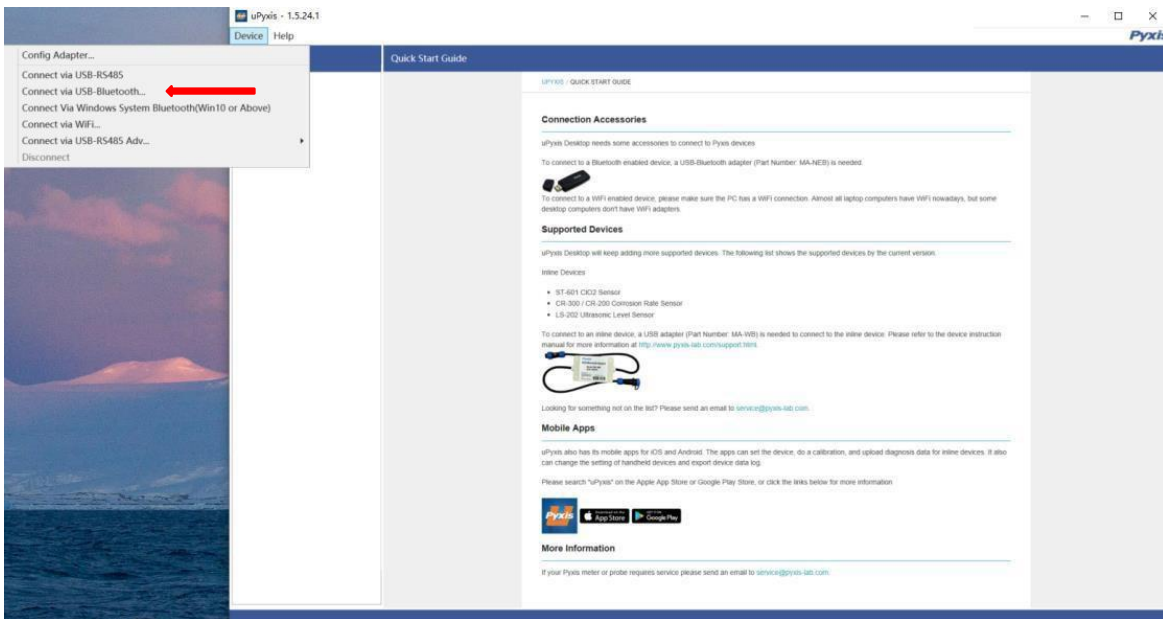 uPyxis - 1.5.24.1
Device Help
Pyxis
Config Adapter...
Connect via USB-RS485
Connect via USB-Bluetooth...
Connect Via Windows System Bluetooth(Win10 or Above)
Connect via WiFi...
Connect via USB-RS485 Adv...
Disconnect
Quick Start Guide
UPYXIS / QUICK START GUIDE
Connection Accessories
uPyxis Desktop needs some accessories to connect to Pyxis devices
To connect to a Bluetooth enabled device, a USB-Bluetooth adapter (Part Number: MA-NEB) is needed.
To connect to a WiFi enabled device, please make sure the PC has a WiFi connection. Almost all laptop computers have WiFi nowadays, but some
desktop computers don't have WiFi adapters.
Supported Devices
uPyxis Desktop will keep adding more supported devices. The following list shows the supported devices by the current version.
Inline Devices
• ST-601 ClO2 Sensor
• CR-300 / CR-200 Corrosion Rate Sensor
• LS-202 Ultrasonic Level Sensor
To connect to an inline device, a USB adapter (Part Number: MA-WB) is needed to connect to the inline device. Please refer to the device instruction
manual for more information at http://www.pyxis-lab.com/support.html.
Looking for something not on the list? Please send an email to service@pyxis-lab.com.
Mobile Apps
uPyxis also has its mobile apps for iOS and Android. The apps can set the device, do a calibration, and upload diagnosis data for inline devices. It also
can change the setting of handheld devices and export device data log.
Please search "uPyxis" on the Apple App Store or Google Play Store, or click the links below for more information
Pyxis
App Store
Google Play
More Information
If your Pyxis meter or probe requires service please send an email to service@pyxis-lab.com.